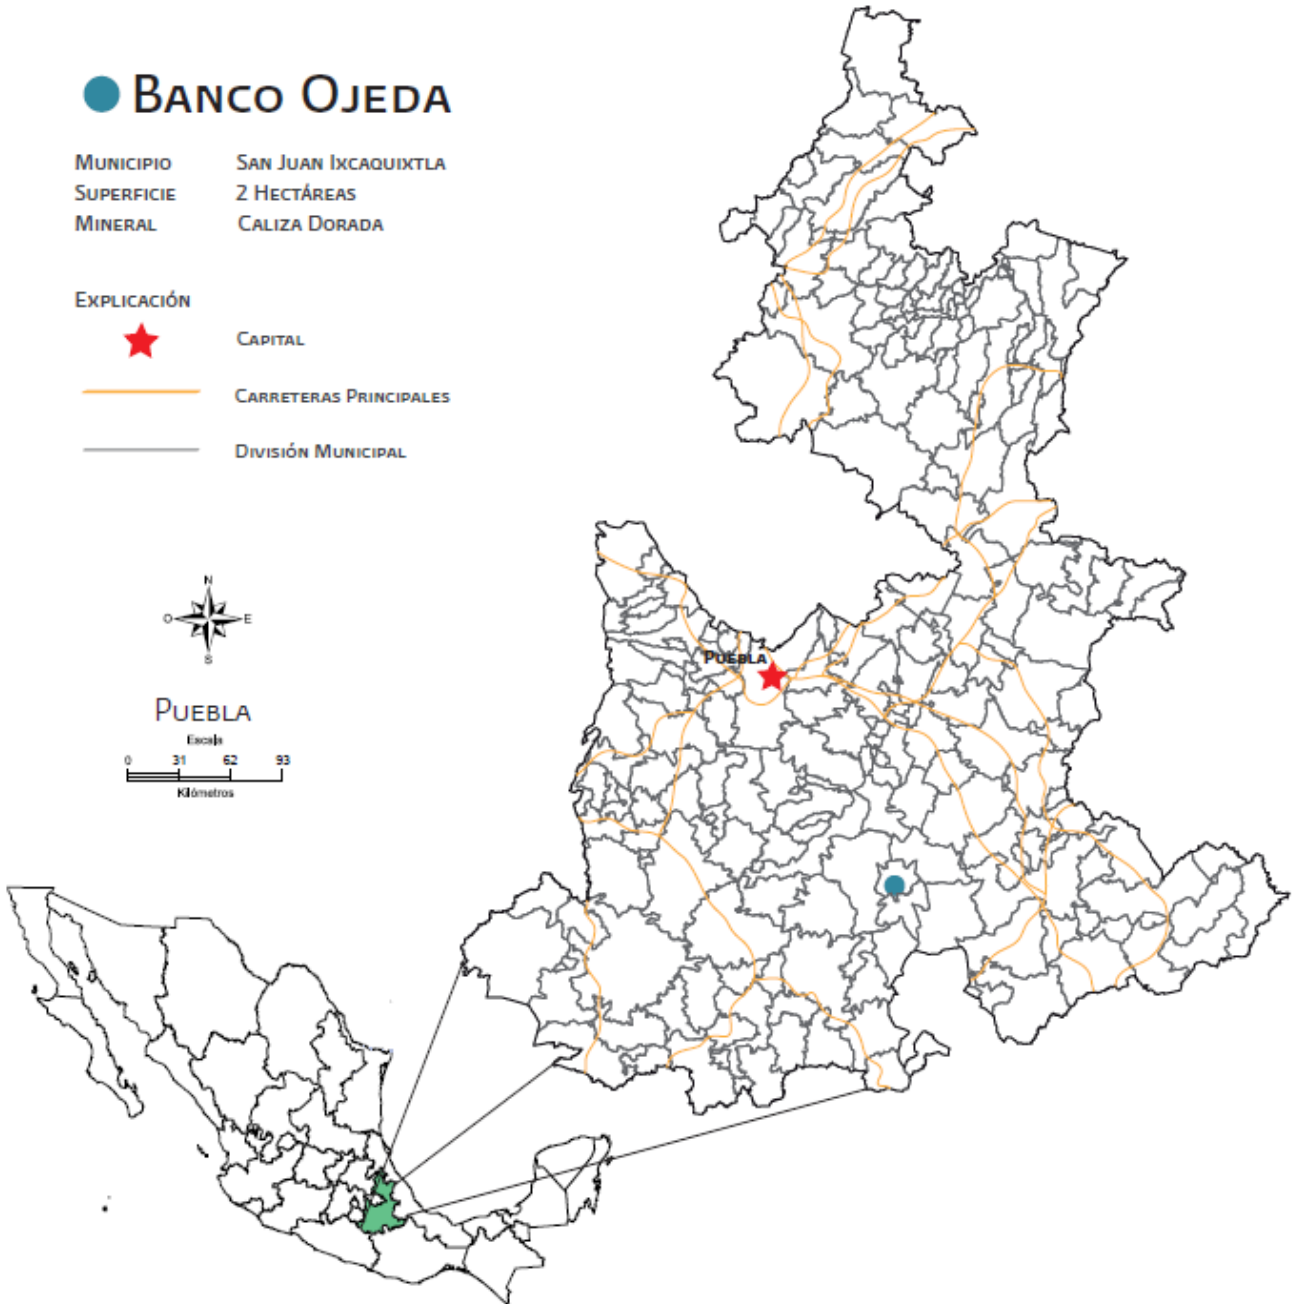 BANCO OJEDA
MUNICIPIO SAN JUAN IXCAQUIXTLA
SUPERFICIE 2 HECTÁREAS
MINERAL CALIZA DORADA
EXPLICACIÓN
CAPITAL
CARRETERAS PRINCIPALES
DIVISIÓN MUNICIPAL
N
O E
S
PUEBLA
PUEBLA
Escala
0 31 62 93
Kilómetros